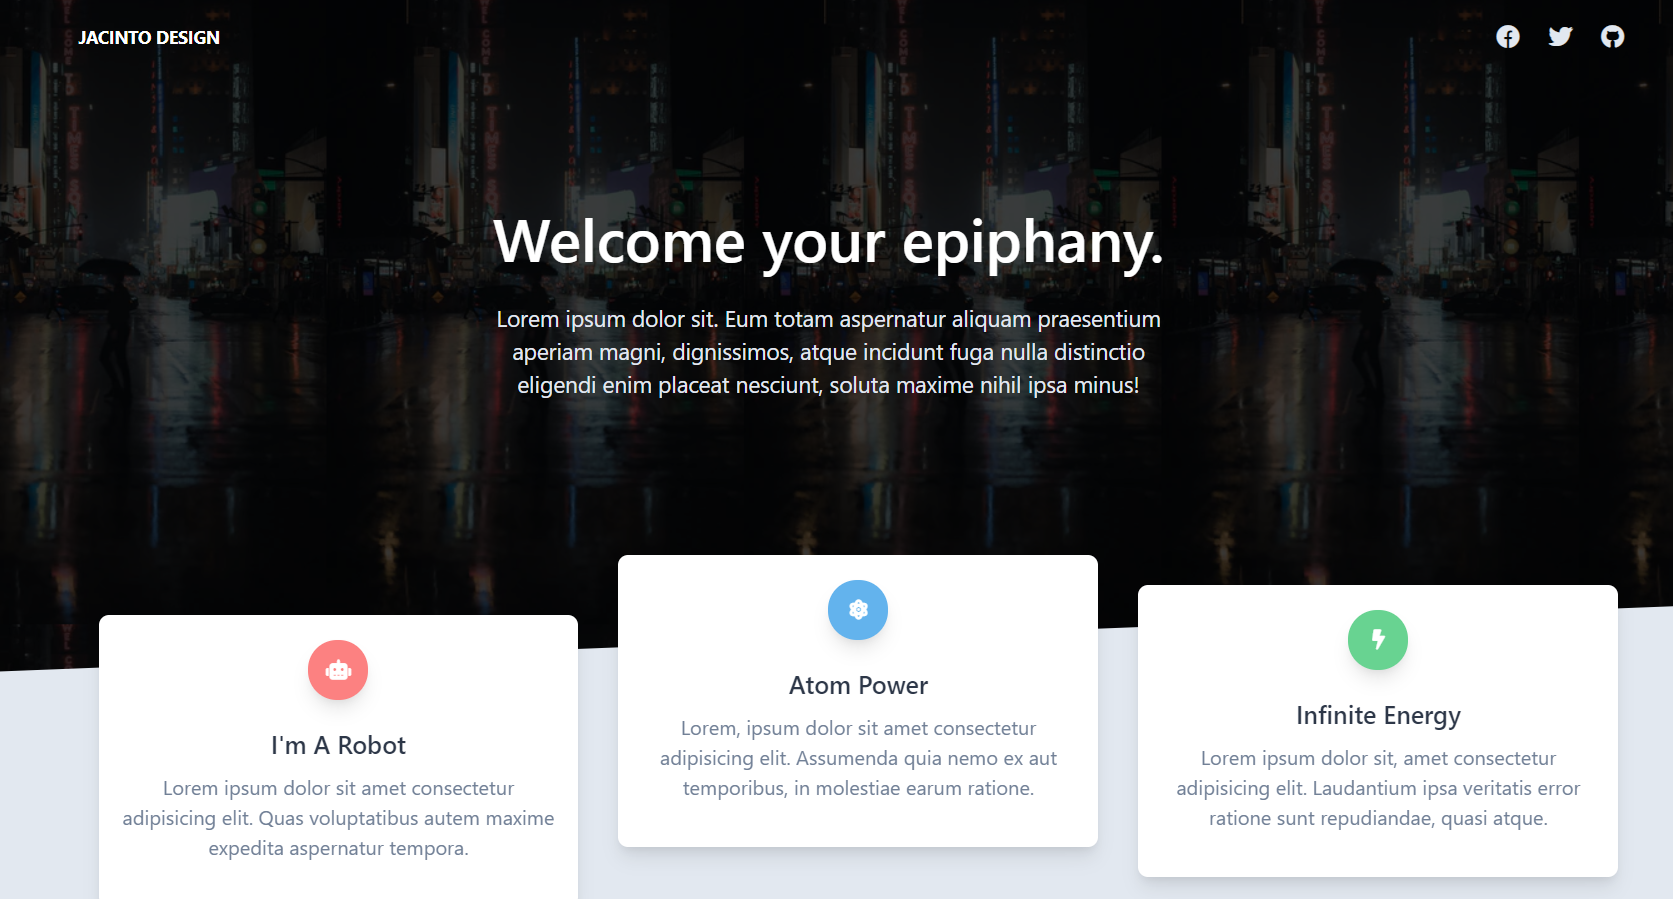 JACINTO DESIGN
Welcome your epiphany.
Lorem ipsum dolor sit. Eum totam aspernatur aliquam praesentium
aperiam magni, dignissimos, atque incidunt fuga nulla distinctio
eligendi enim placeat nesciunt, soluta maxime nihil ipsa minus!
I'm A Robot
Lorem ipsum dolor sit amet consectetur
adipisicing elit. Quas voluptatibus autem maxime
expedita aspernatur tempora.
Atom Power
Lorem, ipsum dolor sit amet consectetur
adipisicing elit. Assumenda quia nemo ex aut
temporibus, in molestiae earum ratione.
Infinite Energy
Lorem ipsum dolor sit, amet consectetur
adipisicing elit. Laudantium ipsa veritatis error
ratione sunt repudiandae, quasi atque.